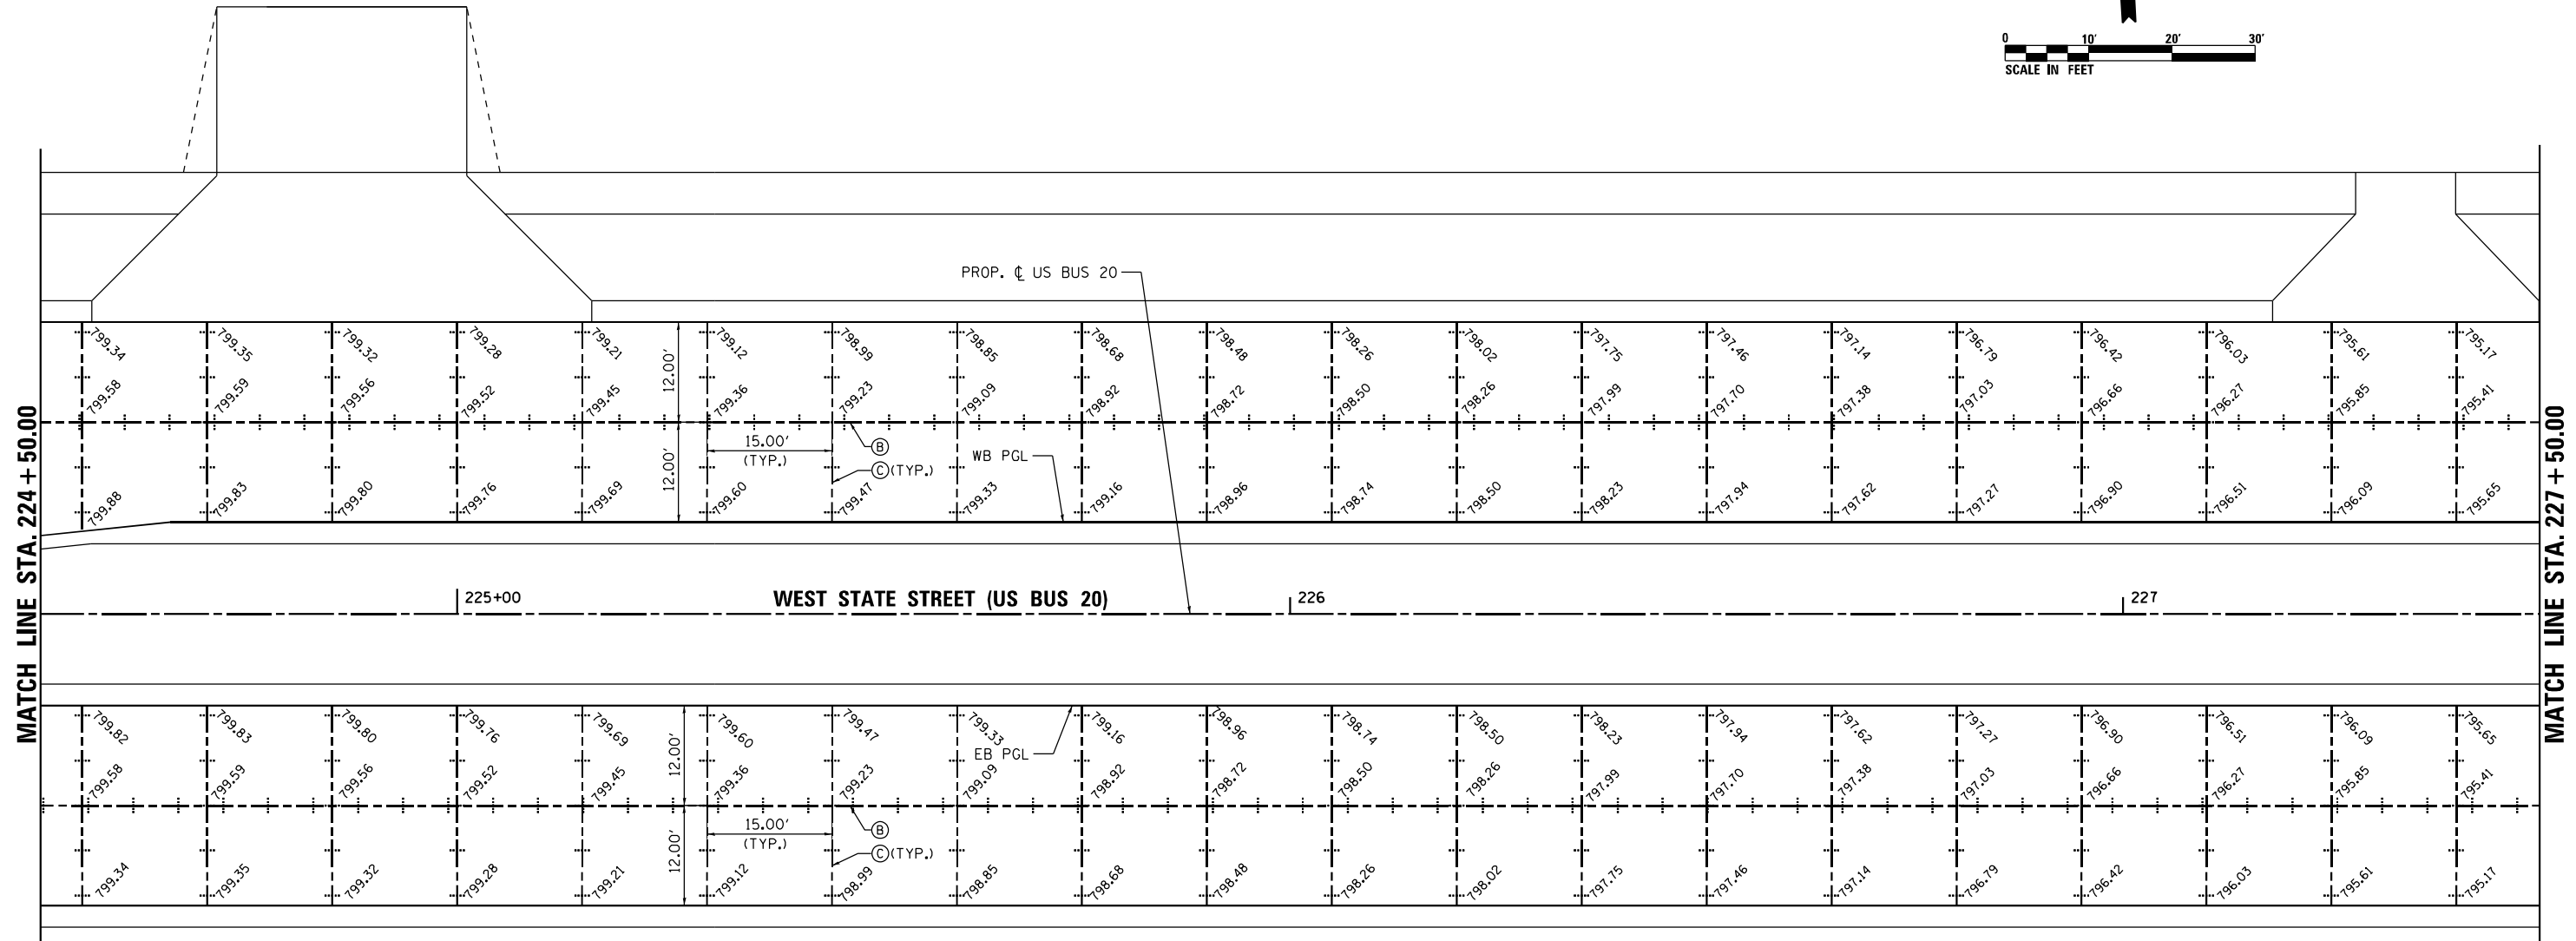 0 10' 20' 30'
SCALE IN FEET
PROP. ℄ US BUS 20
799.34 799.35 799.32 799.28 799.21 799.12 798.99 798.85 798.68 798.48 798.26 798.02 797.75 797.46 797.14 796.79 796.42 796.03 795.61 795.17
12.00'
799.58 799.59 799.56 799.52 799.45 799.36 799.23 799.09 798.92 798.72 798.50 798.26 797.99 797.70 797.38 797.03 796.66 796.27 795.85 795.41
MATCH LINE STA. 224+50.00
MATCH LINE STA. 227+50.00
15.00'
(TYP.)
B
C (TYP.)
WB PGL
12.00'
799.88 799.83 799.80 799.76 799.69 799.60 799.47 799.33 799.16 798.96 798.74 798.50 798.23 797.94 797.62 797.27 796.90 796.51 796.09 795.65
225+00
WEST STATE STREET (US BUS 20)
226
227
799.82 799.83 799.80 799.76 799.69 799.60 799.47 799.33 799.16 798.96 798.74 798.50 798.23 797.94 797.62 797.27 796.90 796.51 796.09 795.65
12.00'
EB PGL
799.58 799.59 799.56 799.52 799.45 799.36 799.23 799.09 798.92 798.72 798.50 798.26 797.99 797.70 797.38 797.03 796.66 796.27 795.85 795.41
15.00'
(TYP.)
B
C (TYP.)
12.00'
799.34 799.35 799.32 799.28 799.21 799.12 798.99 798.85 798.68 798.48 798.26 798.02 797.75 797.46 797.14 796.79 796.42 796.03 795.61 795.17